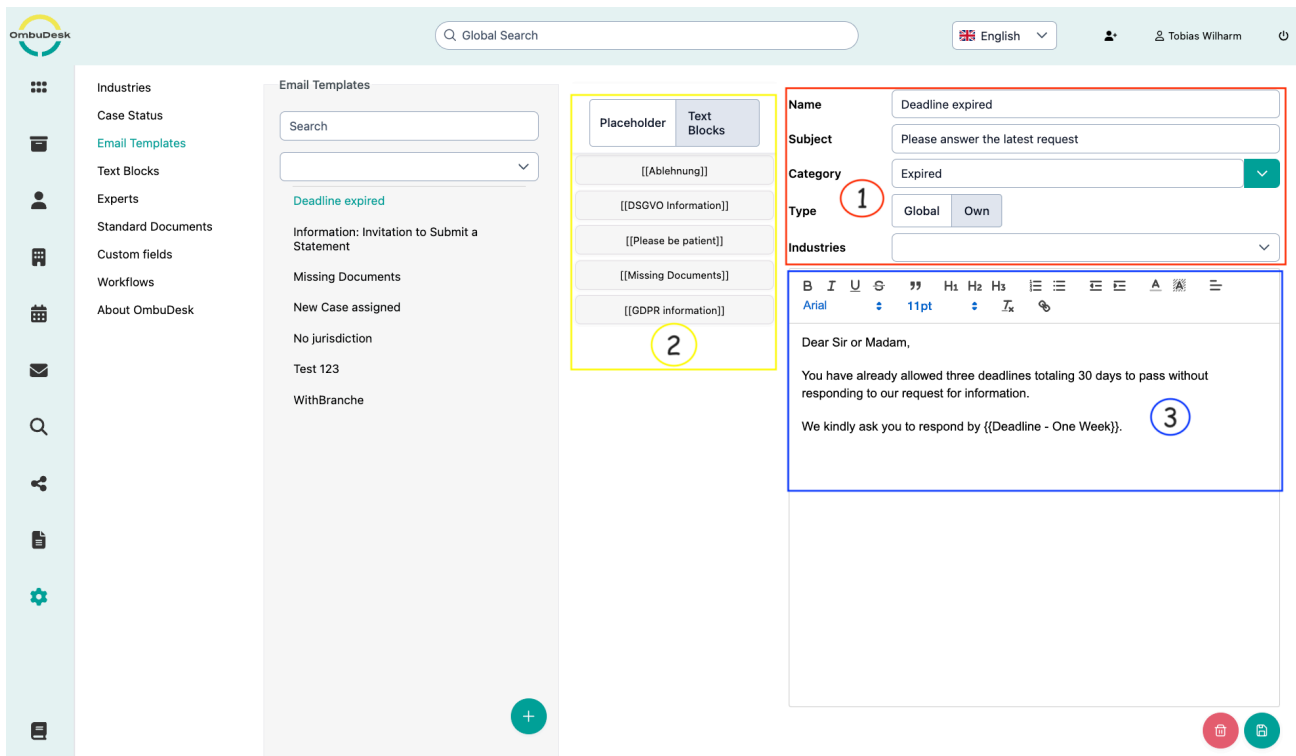 OmbuDesk
Global Search
English
Tobias Wilharm
Industries
Case Status
Email Templates
Text Blocks
Experts
Standard Documents
Custom fields
Workflows
About OmbuDesk
Email Templates
Search
Deadline expired
Information: Invitation to Submit a
Statement
Missing Documents
New Case assigned
No jurisdiction
Test 123
WithBranche
Placeholder
Text
Blocks
[[Ablehnung]]
[[DSGVO Information]]
[[Please be patient]]
[[Missing Documents]]
[[GDPR information]]
2
Name
Deadline expired
Subject
Please answer the latest request
Category
Expired
1
Type
Global
Own
Industries
B I U S H1 H2 H3 A A
Arial 11pt Tx
Dear Sir or Madam,
You have already allowed three deadlines totaling 30 days to pass without
responding to our request for information.
We kindly ask you to respond by {{Deadline - One Week}}.
3